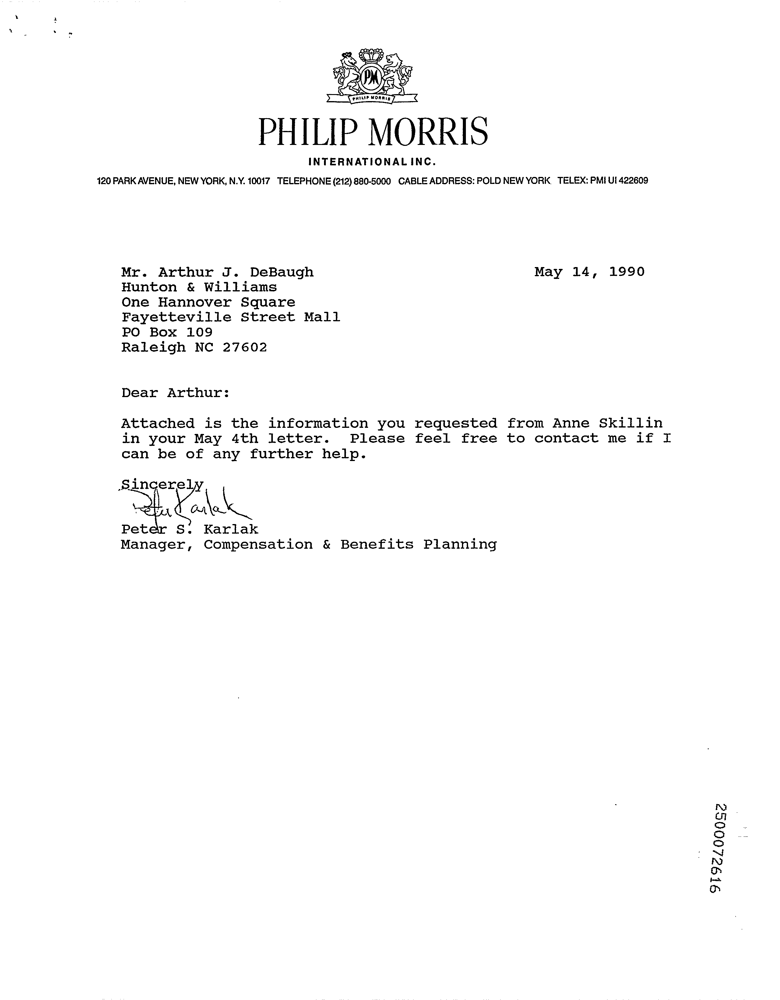 PM
PHILIP MORRIS
PHILIP MORRIS
INTERNATIONAL INC.
120 PARK AVENUE, NEW YORK, N.Y. 10017 TELEPHONE (212) 880-5000 CABLE ADDRESS: POLD NEW YORK TELEX: PMI UI 422609
Mr. Arthur J. DeBaugh May 14, 1990
Hunton & Williams
One Hannover Square
Fayetteville Street Mall
PO Box 109
Raleigh NC 27602
Dear Arthur:
Attached is the information you requested from Anne Skillin
in your May 4th letter. Please feel free to contact me if I
can be of any further help.
Sincerely,
Peter Karlak
Peter S. Karlak
Manager, Compensation & Benefits Planning
2500072616